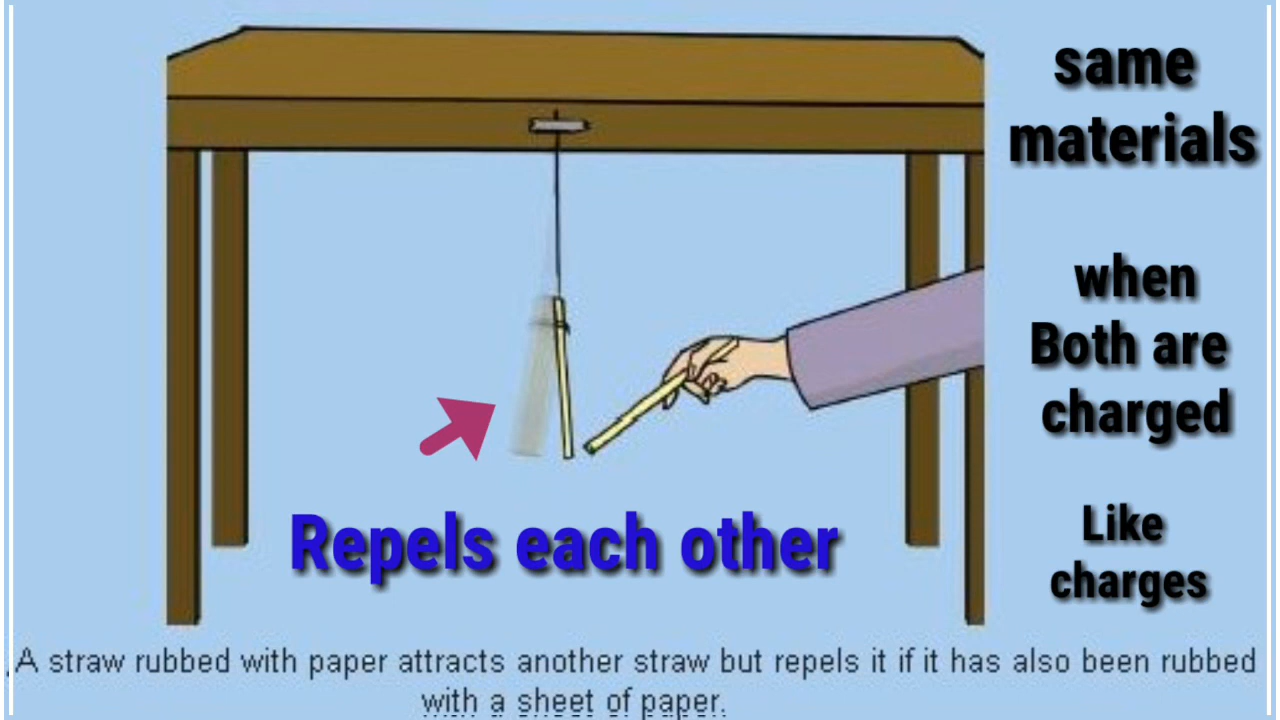 same
materials
when
Both are
charged
Repels each other
Like
charges
.A straw rubbed with paper attracts another straw but repels it if it has also been rubbed
with a sheet of paper.